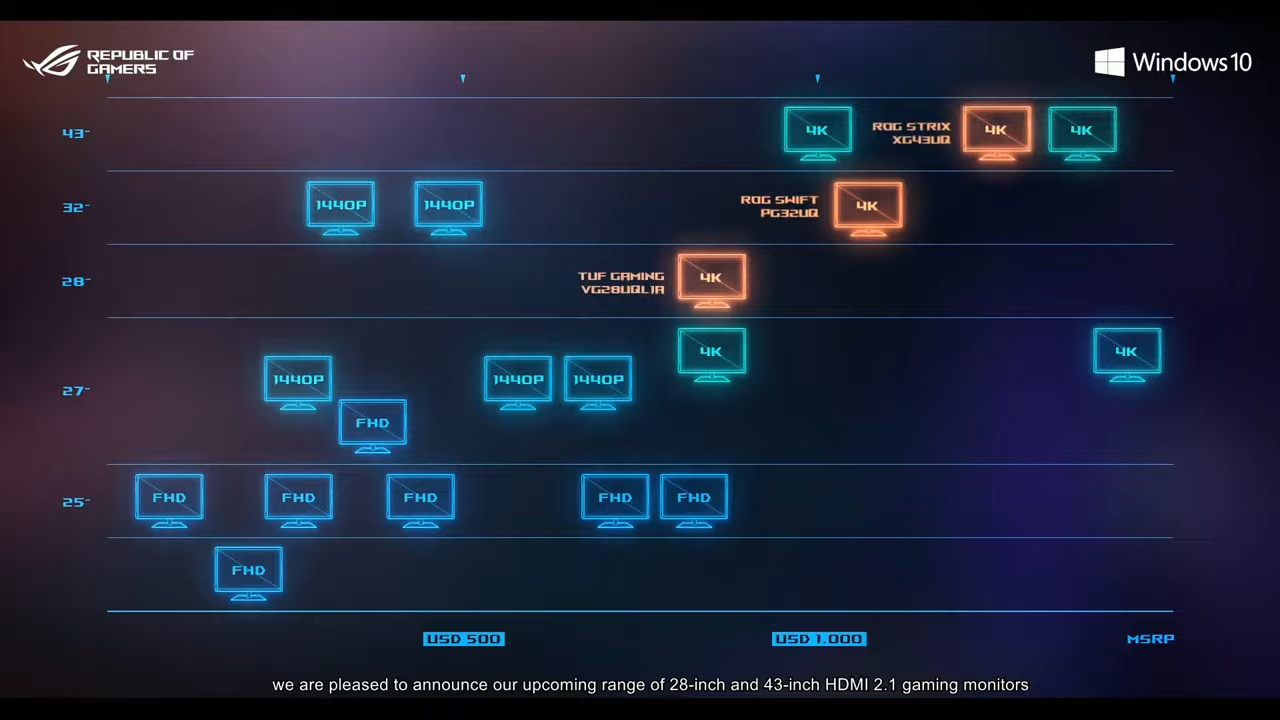 REPUBLIC OF
GAMERS
Windows 10
43"
4K
ROG STRIX
XG43UQ
4K
4K
32"
1440P
1440P
ROG SWIFT
PG32UQ
4K
28"
TUF GAMING
VG28UQL1A
4K
27"
4K
4K
1440P
1440P
1440P
FHD
25"
FHD
FHD
FHD
FHD
FHD
FHD
USD 500
USD 1.000
MSRP
we are pleased to announce our upcoming range of 28-inch and 43-inch HDMI 2.1 gaming monitors